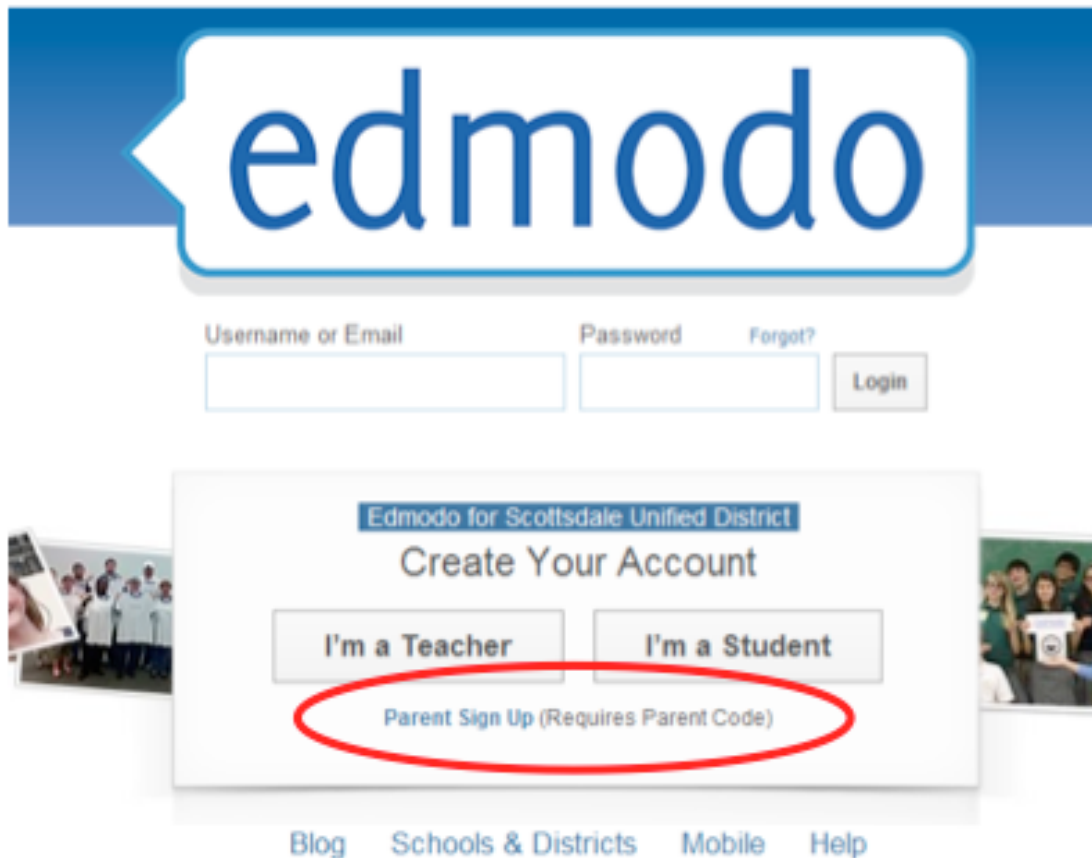 edmodo
Username or Email Password Forgot?
Login
Edmodo for Scottsdale Unified District
Create Your Account
I'm a Teacher I'm a Student
Parent Sign Up (Requires Parent Code)
Blog Schools & Districts Mobile Help